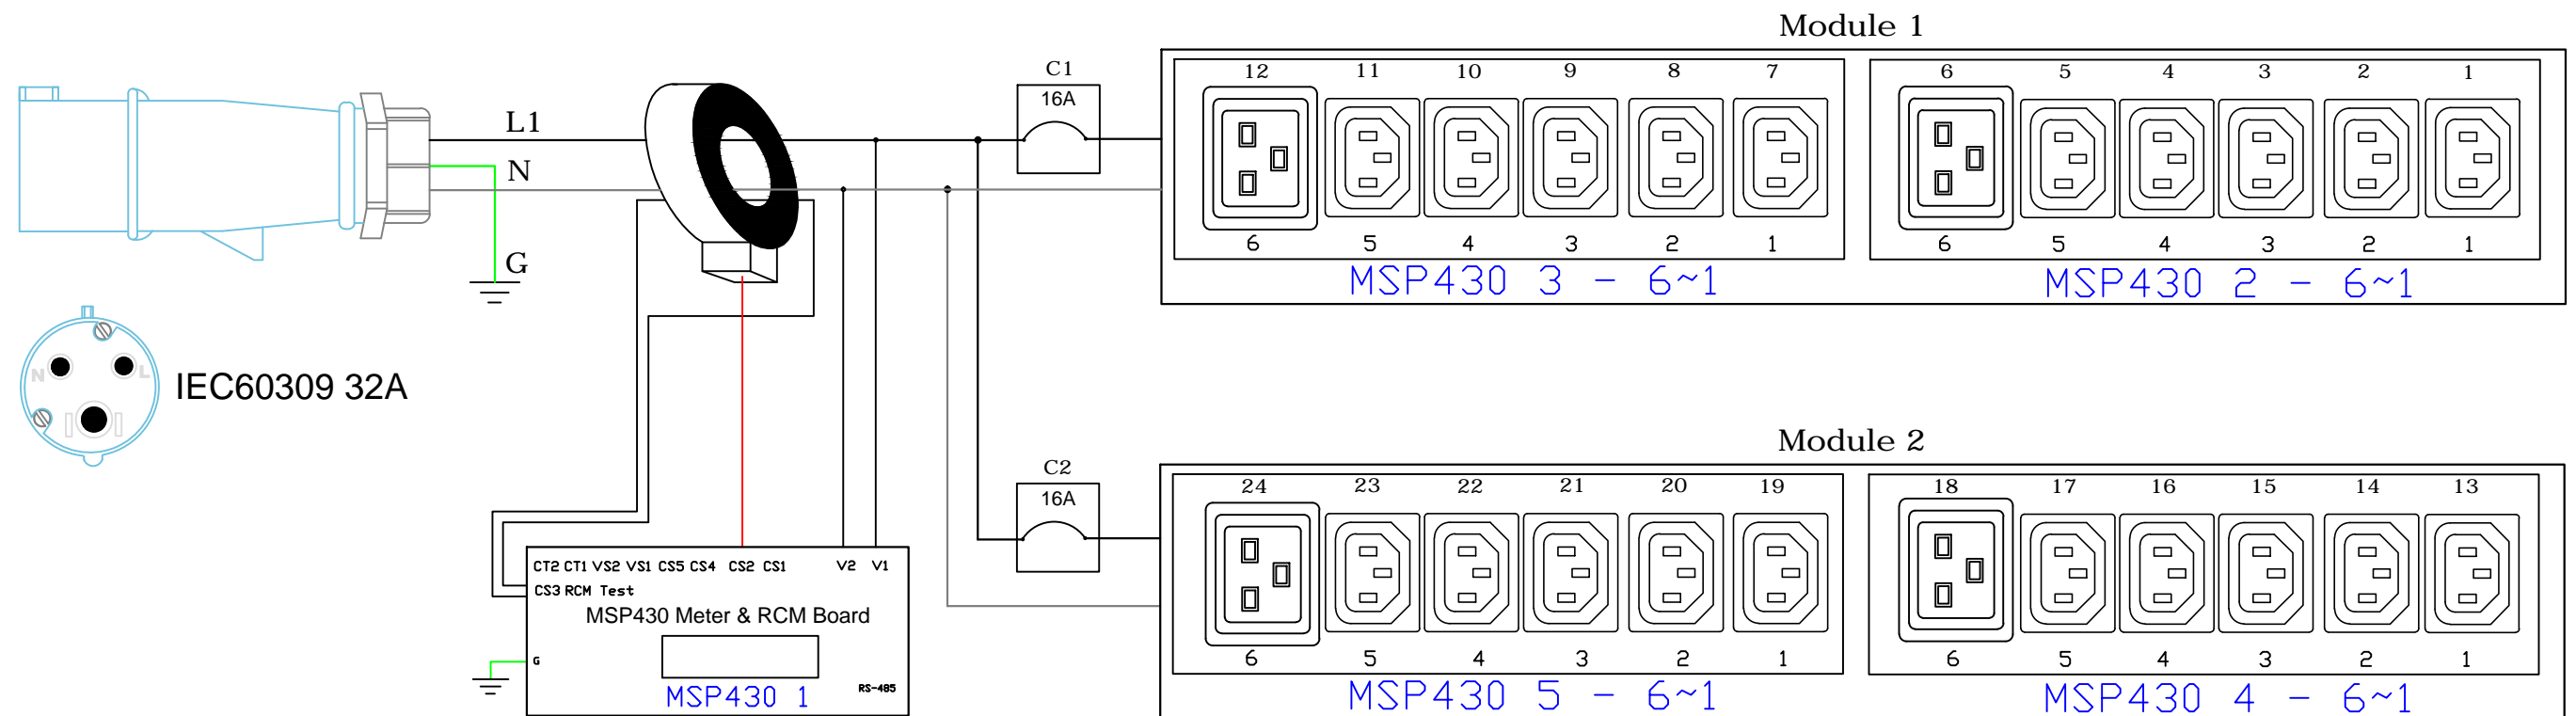 Module 1
C1
16A
12 11 10 9 8 7
6 5 4 3 2 1
L1
N
G
6 5 4 3 2 1
6 5 4 3 2 1
MSP430 3 - 6~1
MSP430 2 - 6~1
N L
IEC60309 32A
Module 2
C2
16A
24 23 22 21 20 19
18 17 16 15 14 13
CT2 CT1 VS2 VS1 CS5 CS4 CS2 CS1 V2 V1
CS3 RCM Test
MSP430 Meter & RCM Board
G
RS-485
MSP430 1
6 5 4 3 2 1
6 5 4 3 2 1
MSP430 5 - 6~1
MSP430 4 - 6~1